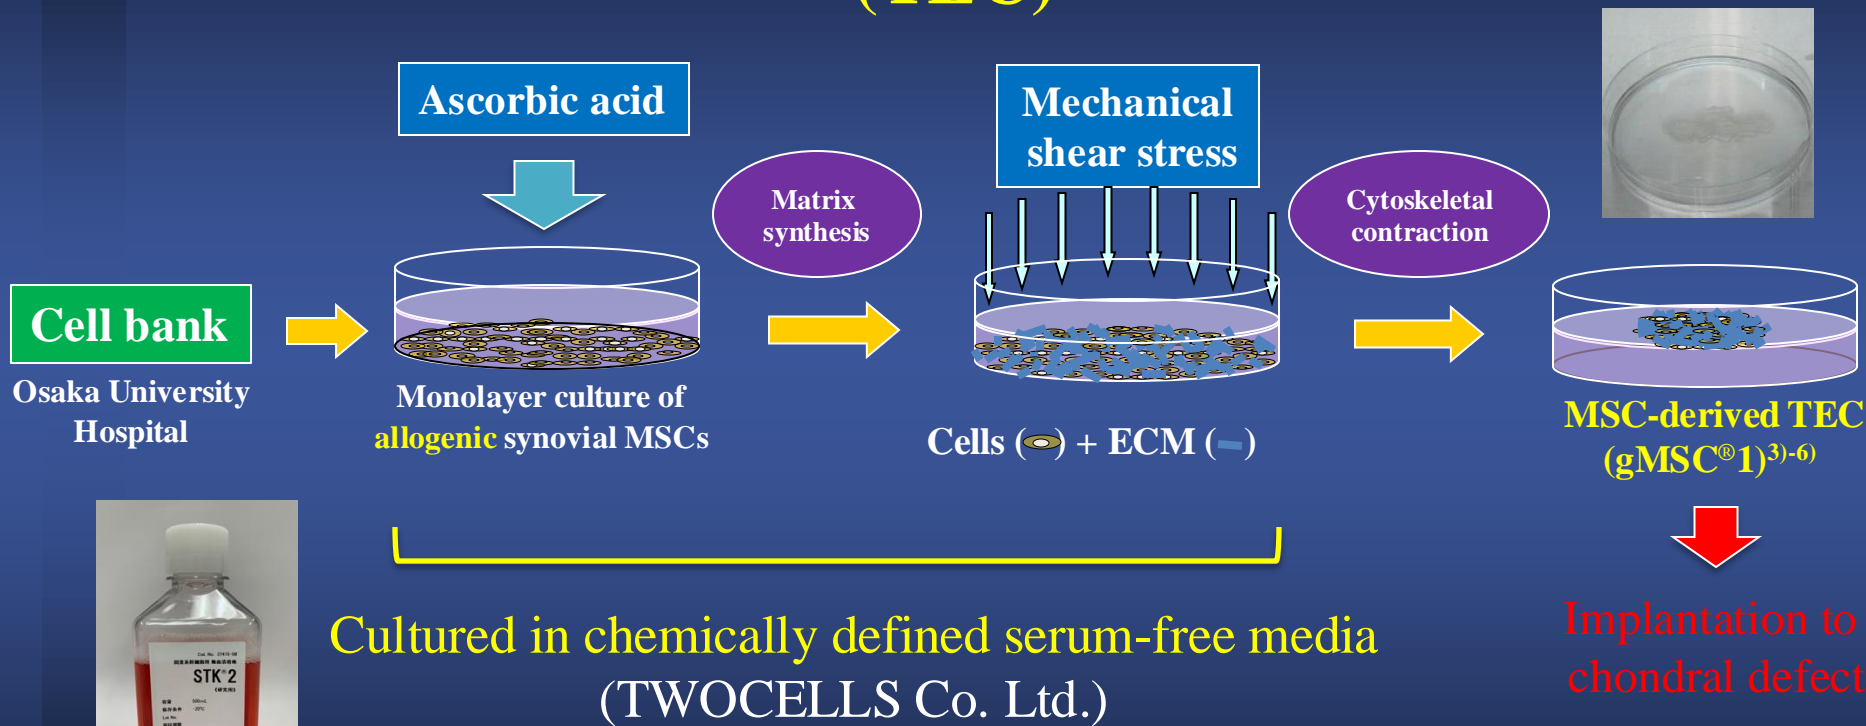 (TEC)
Ascorbic acid
Mechanical
shear stress
Matrix
synthesis
Cytoskeletal
contraction
Cell bank
Osaka University
Hospital
Monolayer culture of
allogenic synovial MSCs
Cells ( ) + ECM ( )
MSC-derived TEC
(gMSC®1)3)-6)
STK®2
Cultured in chemically defined serum-free media
(TWOCELLS Co. Ltd.)
Implantation to
chondral defect